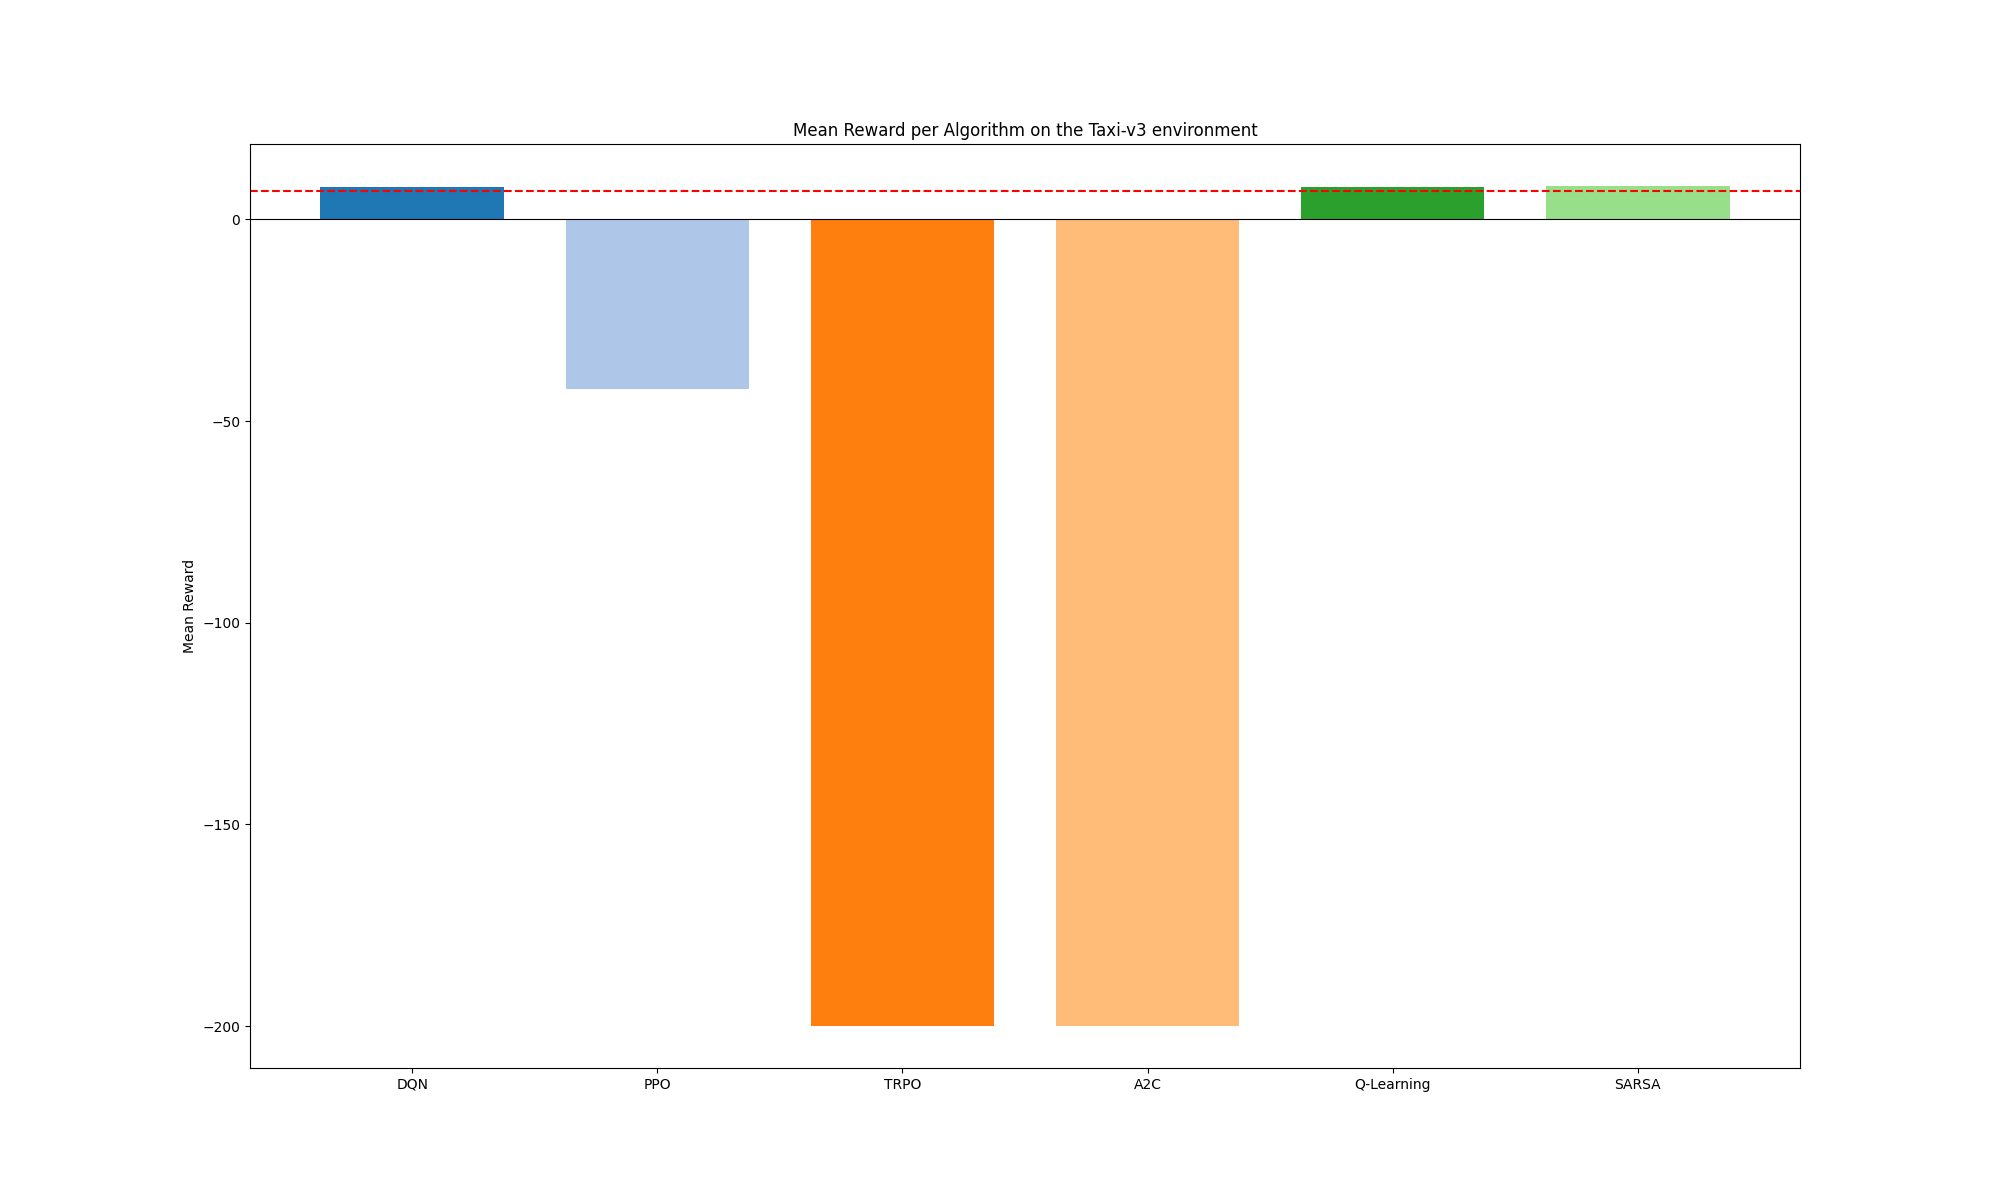 Mean Reward per Algorithm on the Taxi-v3 environment
Mean Reward
0
−50
−100
−150
−200
DQN
PPO
TRPO
A2C
Q-Learning
SARSA